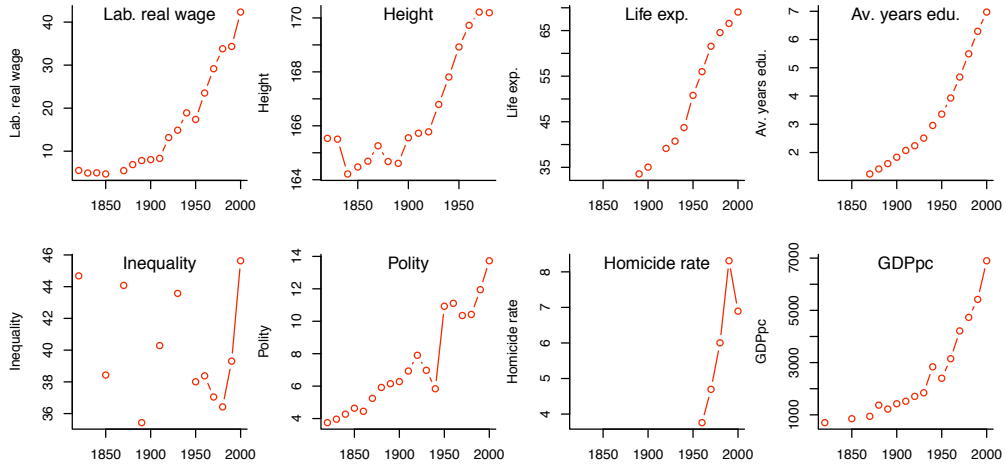 Lab. real wage
Lab. real wage
40
30
20
10
1850 1900 1950 2000
Height
Height
170
168
166
164
1850 1900 1950
Life exp.
Life exp.
65
55
45
35
1850 1900 1950 2000
Av. years edu.
Av. years edu.
7
6
5
4
3
2
1850 1900 1950 2000
Inequality
Inequality
46
44
42
40
38
36
1850 1900 1950 2000
Polity
Polity
14
12
10
8
6
4
1850 1900 1950 2000
Homicide rate
Homicide rate
8
7
6
5
4
1850 1900 1950 2000
GDPpc
GDPpc
7000
5000
3000
1000
1850 1900 1950 2000